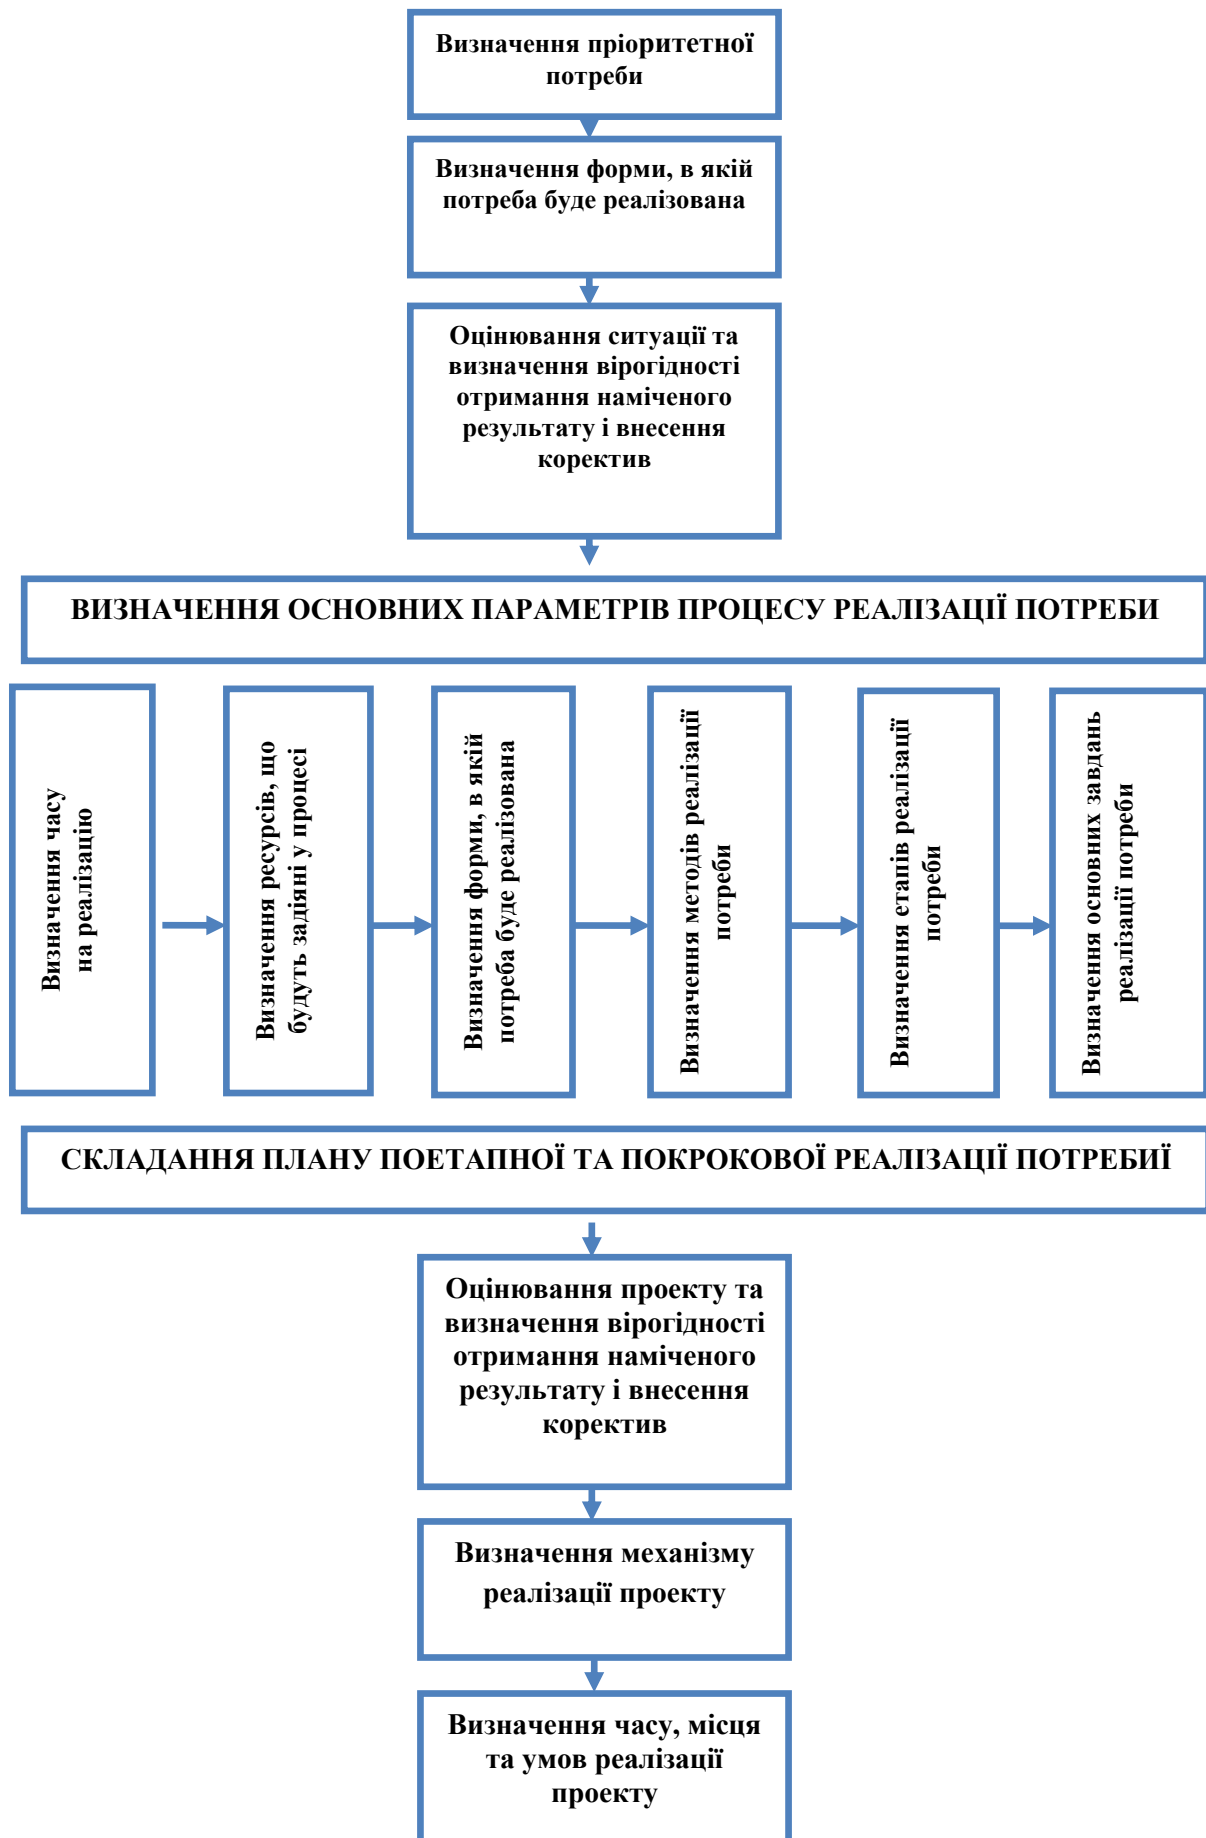 Визначення пріоритетної
потреби
Визначення форми, в якій
потреба буде реалізована
Оцінювання ситуації та
визначення вірогідності
отримання наміченого
результату і внесення
коректив
ВИЗНАЧЕННЯ ОСНОВНИХ ПАРАМЕТРІВ ПРОЦЕСУ РЕАЛІЗАЦІЇ ПОТРЕБИ
Визначення часу
на реалізацію
Визначення ресурсів, що
будуть задіяні у процесі
Визначення форми, в якій
потреба буде реалізована
Визначення методів реалізації
потреби
Визначення етапів реалізації
потреби
Визначення основних завдань
реалізації потреби
СКЛАДАННЯ ПЛАНУ ПОЕТАПНОЇ ТА ПОКРОКОВОЇ РЕАЛІЗАЦІЇ ПОТРЕБИЇ
Оцінювання проекту та
визначення вірогідності
отримання наміченого
результату і внесення
коректив
Визначення механізму
реалізації проекту
Визначення часу, місця
та умов реалізації
проекту